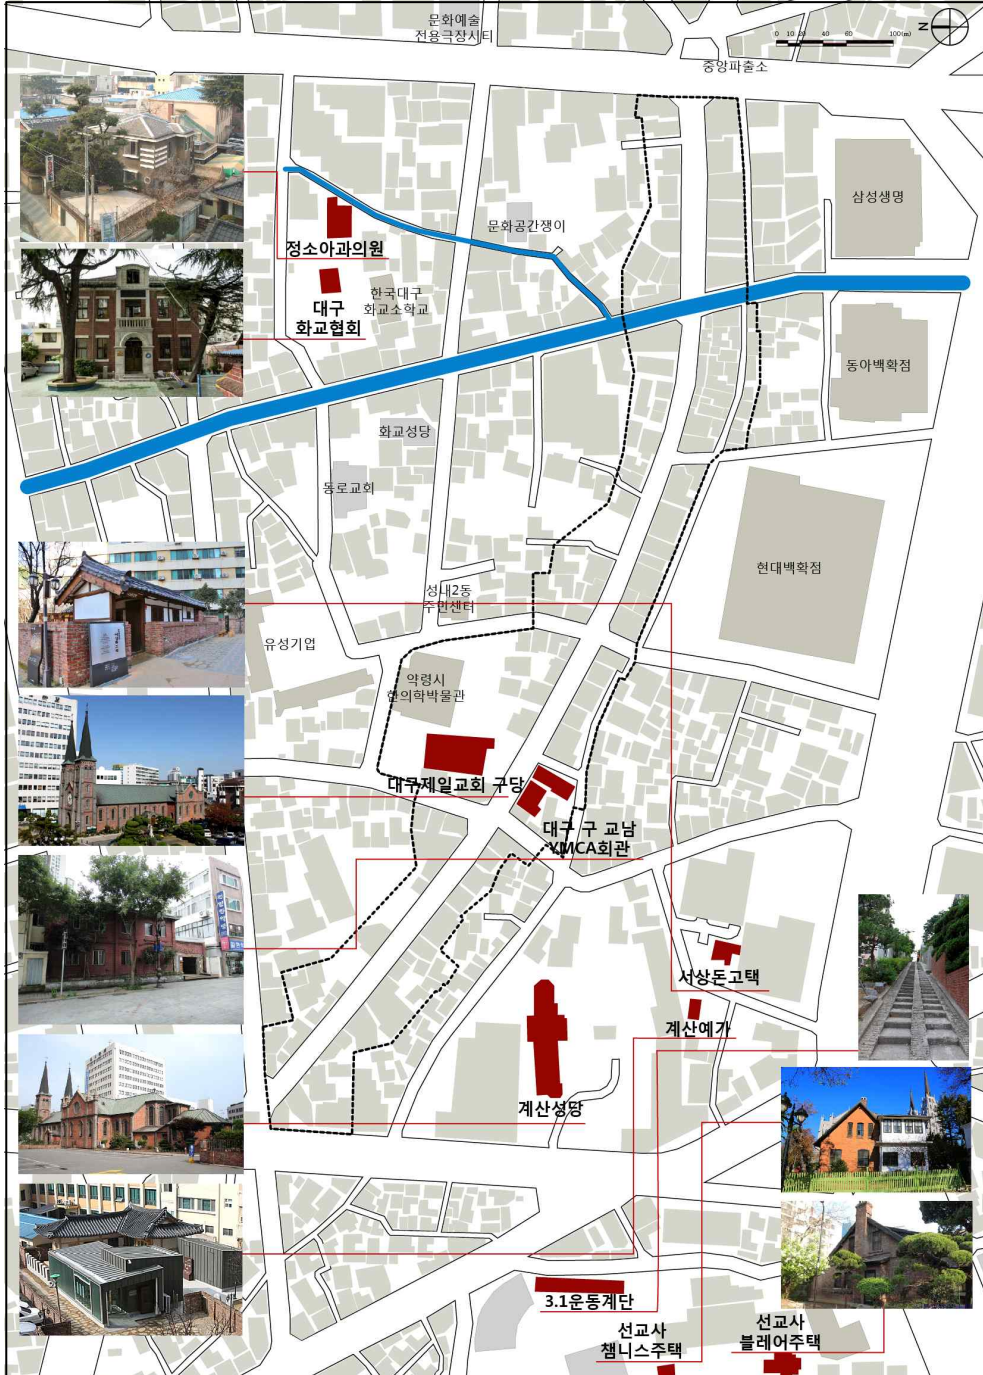 문화예술
전용극장시티
N
0 10 20 40 60 100(m)
중앙파출소
삼성생명
문화공간쟁이
정소아과의원
한국대구
화교소학교
대구
화교협회
동아백확점
화교성당
동로교회
현대백확점
성내2동
주민센터
유성기업
약령시
한의학박물관
대구제일교회 구당
대구 구 교남
YMCA회관
서상돈고택
계산예가
계산성당
3.1운동계단
선교사
챔니스주택
선교사
블레어주택